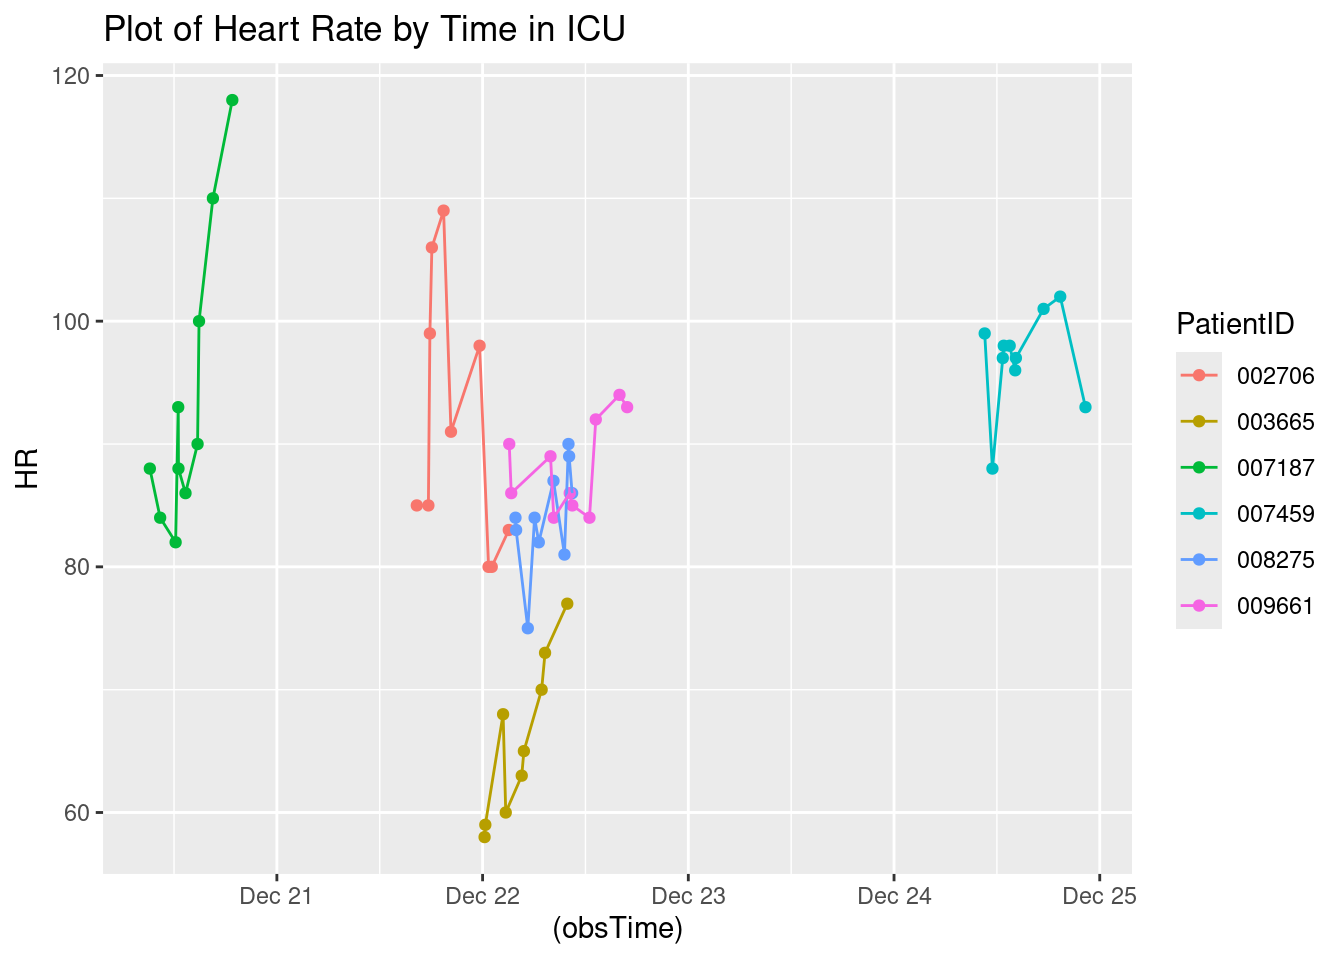 Plot of Heart Rate by Time in ICU
120
100
80
60
HR
Dec 21
Dec 22
Dec 23
Dec 24
Dec 25
(obsTime)
PatientID
002706
003665
007187
007459
008275
009661